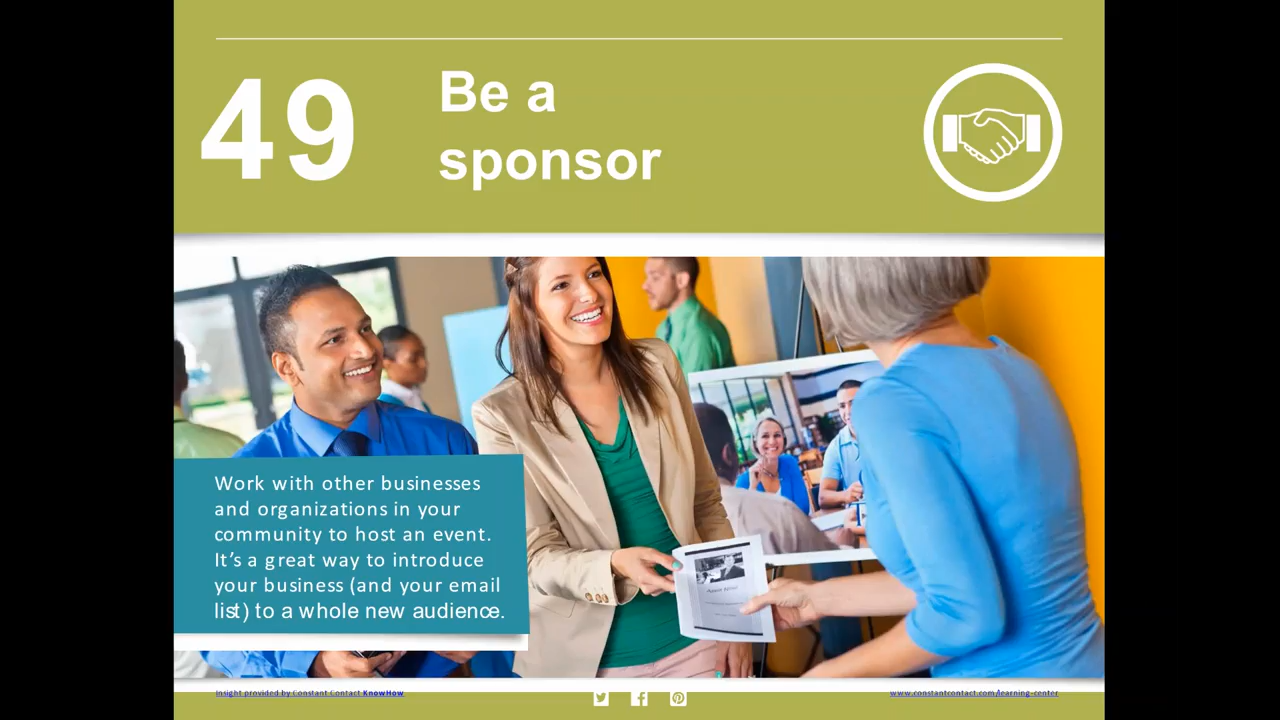 49
Be a
sponsor
Work with other businesses
and organizations in your
community to host an event.
It’s a great way to introduce
your business (and your email
list) to a whole new audience.
Insight provided by Constant Contact KnowHow
www.constantcontact.com/learning-center